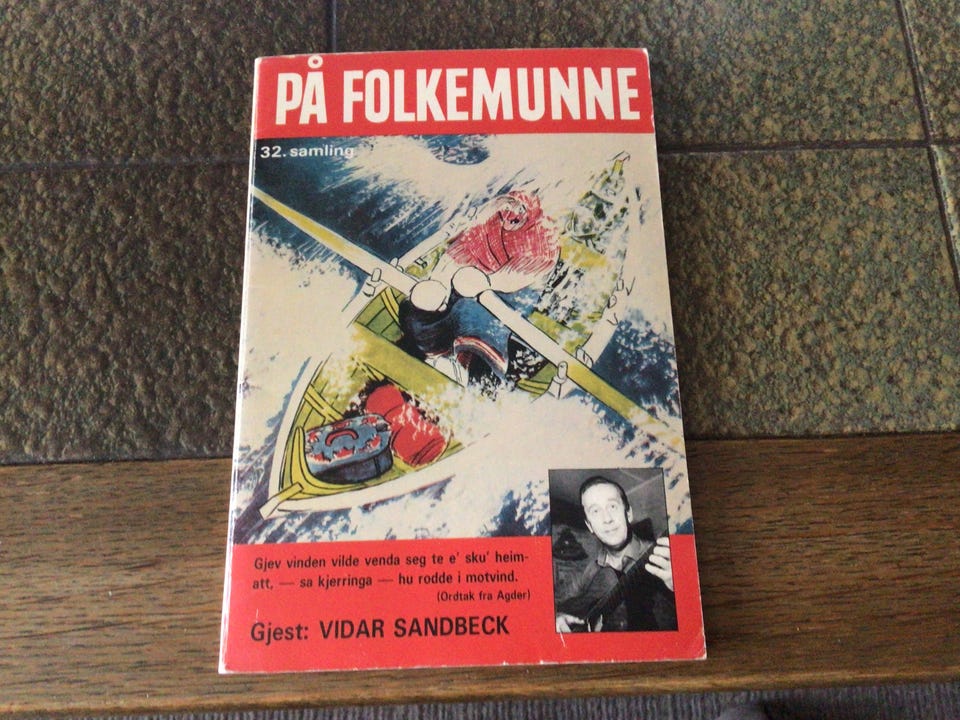 PÅ FOLKEMUNNE
32. samling
Gjev vinden vilde venda seg te e' sku' heim-
att, — sa kjerringa — hu rodde i motvind.
(Ordtak fra Agder)
Gjest: VIDAR SANDBECK